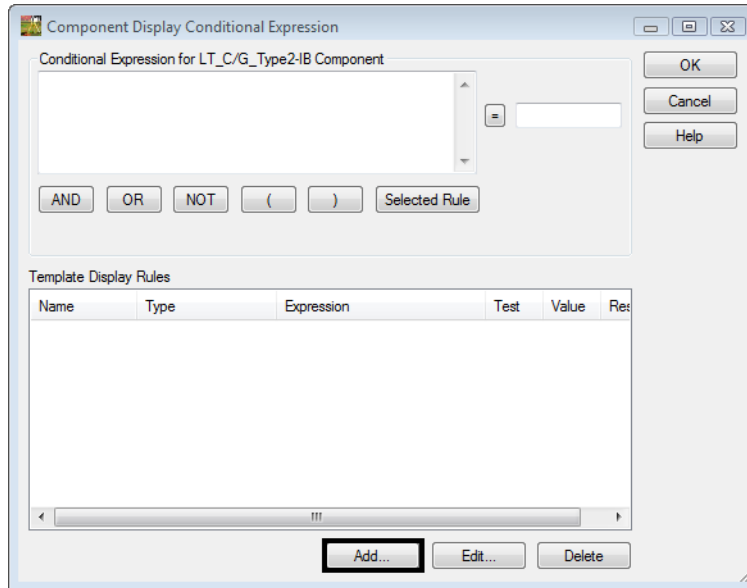 Component Display Conditional Expression
Conditional Expression for LT_C/G_Type2-IB Component
OK
=
Cancel
Help
AND OR NOT ( ) Selected Rule
Template Display Rules
Name Type Expression Test Value Res
Add... Edit... Delete